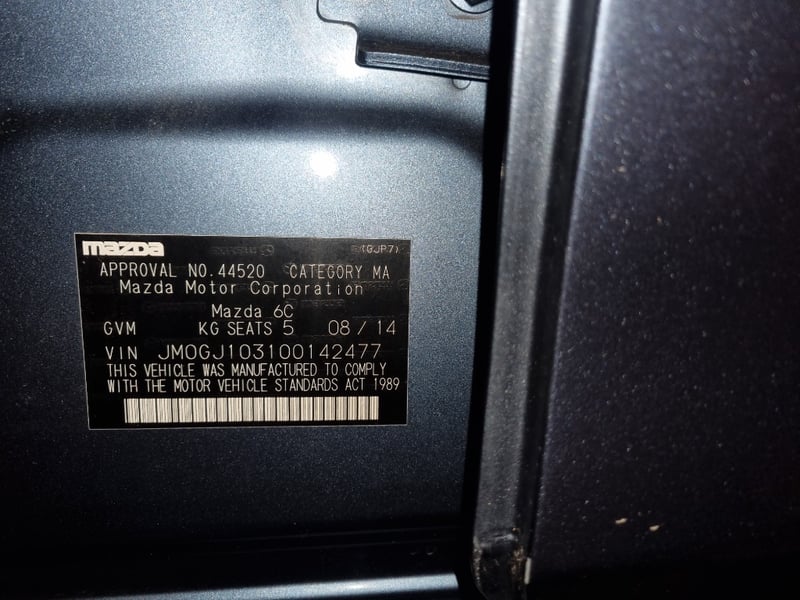 mazda (GJP7)
APPROVAL NO.44520 CATEGORY MA
Mazda Motor Corporation
Mazda 6C
GVM KG SEATS 5 08 / 14
VIN JM0GJ103100142477
THIS VEHICLE WAS MANUFACTURED TO COMPLY
WITH THE MOTOR VEHICLE STANDARDS ACT 1989